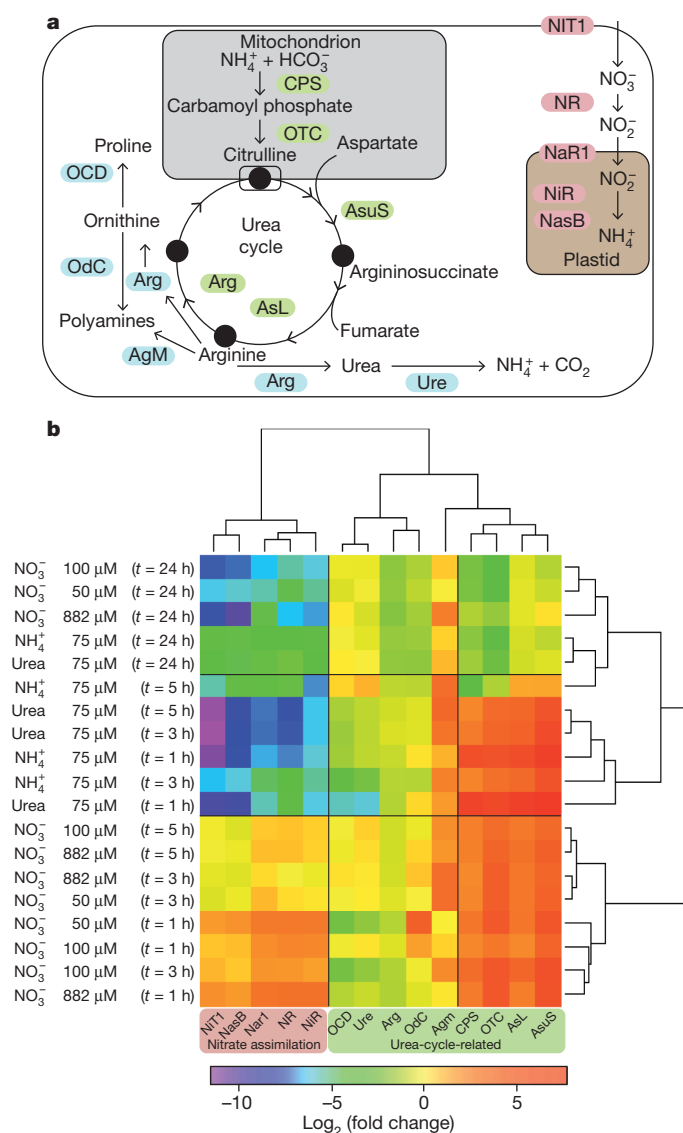 a
NIT1
Mitochondrion
NH₄⁺ + HCO₃⁻
CPS
Carbamoyl phosphate
OTC
Citrulline
Aspartate
Proline
OCD
AsuS
Ornithine
Urea
cycle
OdC
Arg
Arg
AsL
Argininosuccinate
Polyamines
Fumarate
AgM
Arginine
Arg
Urea
Ure
NH₄⁺ + CO₂
NO₃⁻
NR
NO₂⁻
NaR1
NO₂⁻
NiR
NasB
NH₄⁺
Plastid
b
NO₃⁻ 100 µM (t = 24 h)
NO₃⁻ 50 µM (t = 24 h)
NO₃⁻ 882 µM (t = 24 h)
NH₄⁺ 75 µM (t = 24 h)
Urea 75 µM (t = 24 h)
NH₄⁺ 75 µM (t = 5 h)
Urea 75 µM (t = 5 h)
Urea 75 µM (t = 3 h)
NH₄⁺ 75 µM (t = 1 h)
NH₄⁺ 75 µM (t = 3 h)
Urea 75 µM (t = 1 h)
NO₃⁻ 100 µM (t = 5 h)
NO₃⁻ 882 µM (t = 5 h)
NO₃⁻ 882 µM (t = 3 h)
NO₃⁻ 50 µM (t = 3 h)
NO₃⁻ 50 µM (t = 1 h)
NO₃⁻ 100 µM (t = 1 h)
NO₃⁻ 100 µM (t = 3 h)
NO₃⁻ 882 µM (t = 1 h)
NiT1 NasB Nar1 NR NiR OCD Ure Arg OdC Agm CPS OTC AsL AsuS
Nitrate assimilation Urea-cycle-related
−10 −5 0 5
Log₂ (fold change)